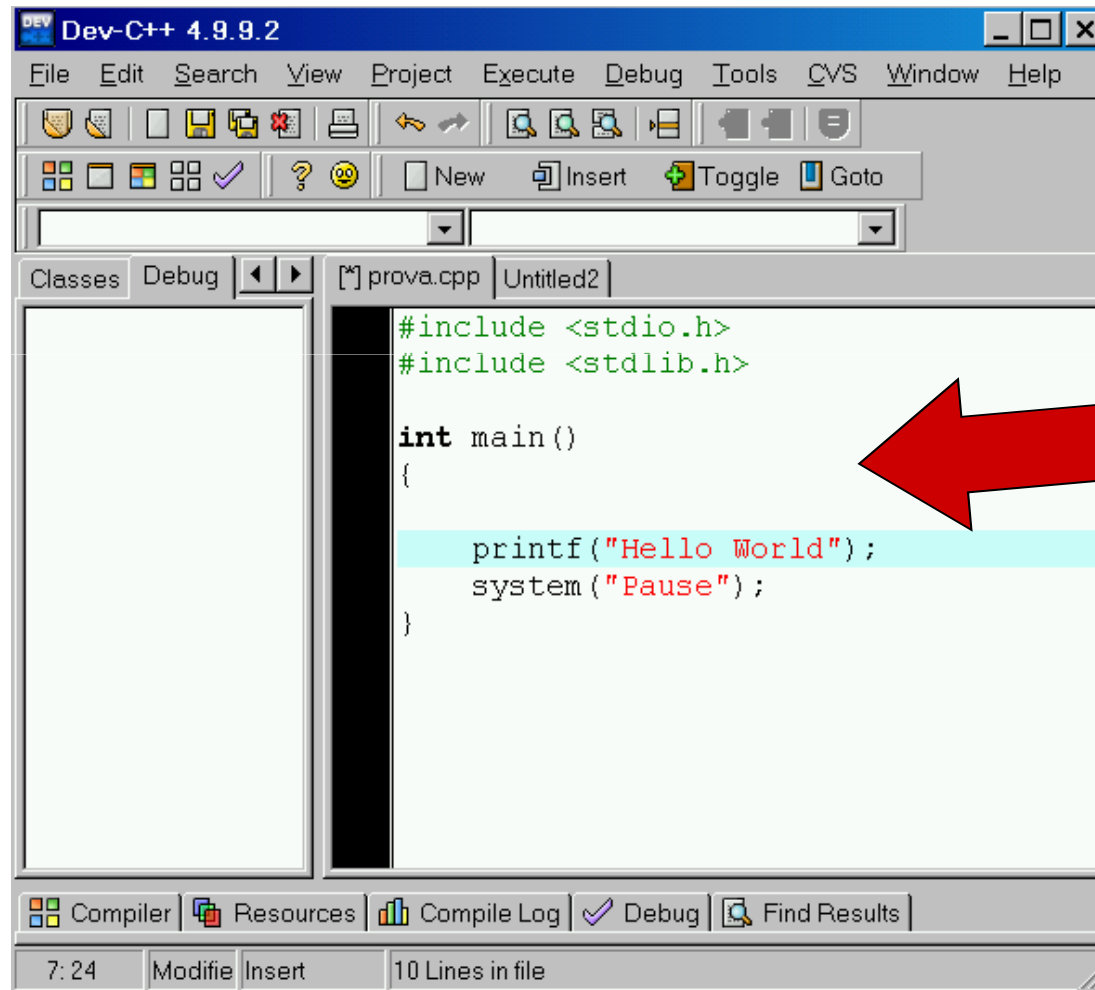 Dev-C++ 4.9.9.2
File Edit Search View Project Execute Debug Tools CVS Window Help
New Insert Toggle Goto
Classes Debug [*] prova.cpp Untitled2
#include <stdio.h>
#include <stdlib.h>
int main()
{
printf("Hello World");
system("Pause");
}
Compiler Resources Compile Log Debug Find Results
7: 24 Modifie Insert 10 Lines in file